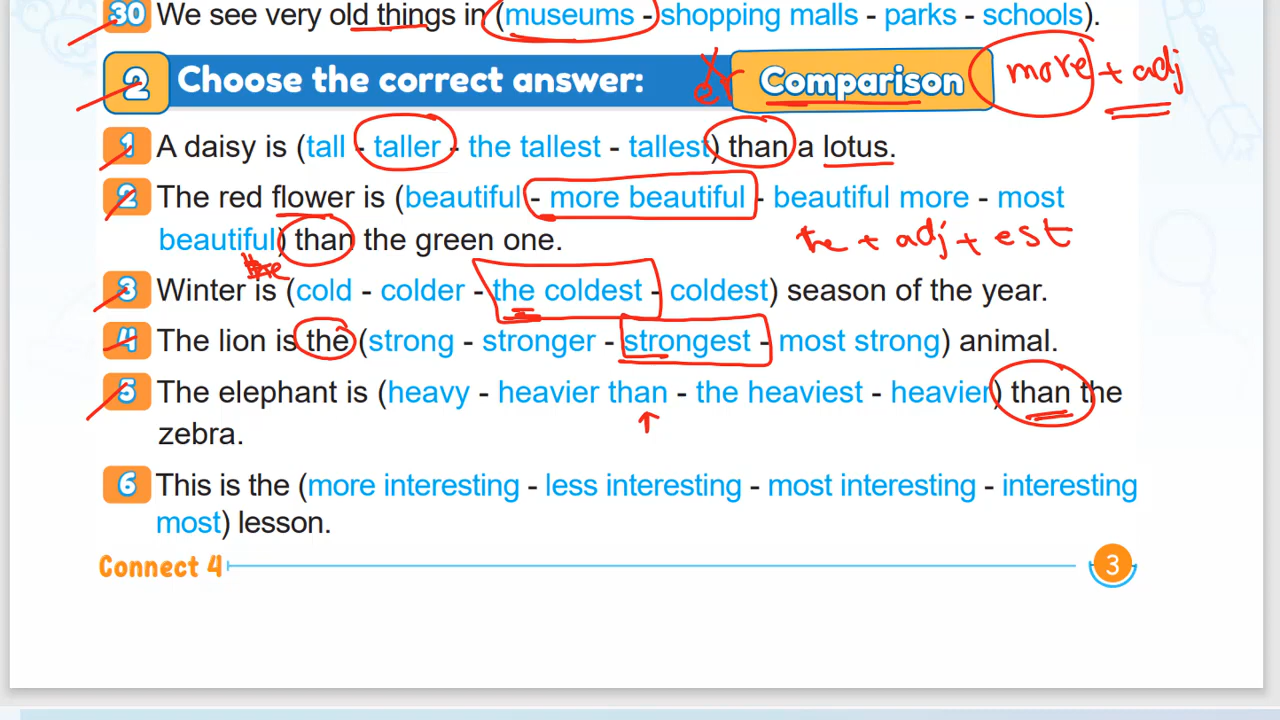 30 We see very old things in (museums - shopping malls - parks - schools).
2 Choose the correct answer: er Comparison more + adj
1 A daisy is (tall - taller - the tallest - tallest) than a lotus.
2 The red flower is (beautiful - more beautiful - beautiful more - most
beautiful) than the green one. the + adj + est
3 Winter is (cold - colder - the coldest - coldest) season of the year.
4 The lion is the (strong - stronger - strongest - most strong) animal.
5 The elephant is (heavy - heavier than - the heaviest - heavier) than the
zebra.
6 This is the (more interesting - less interesting - most interesting - interesting
most) lesson.
Connect 4 3